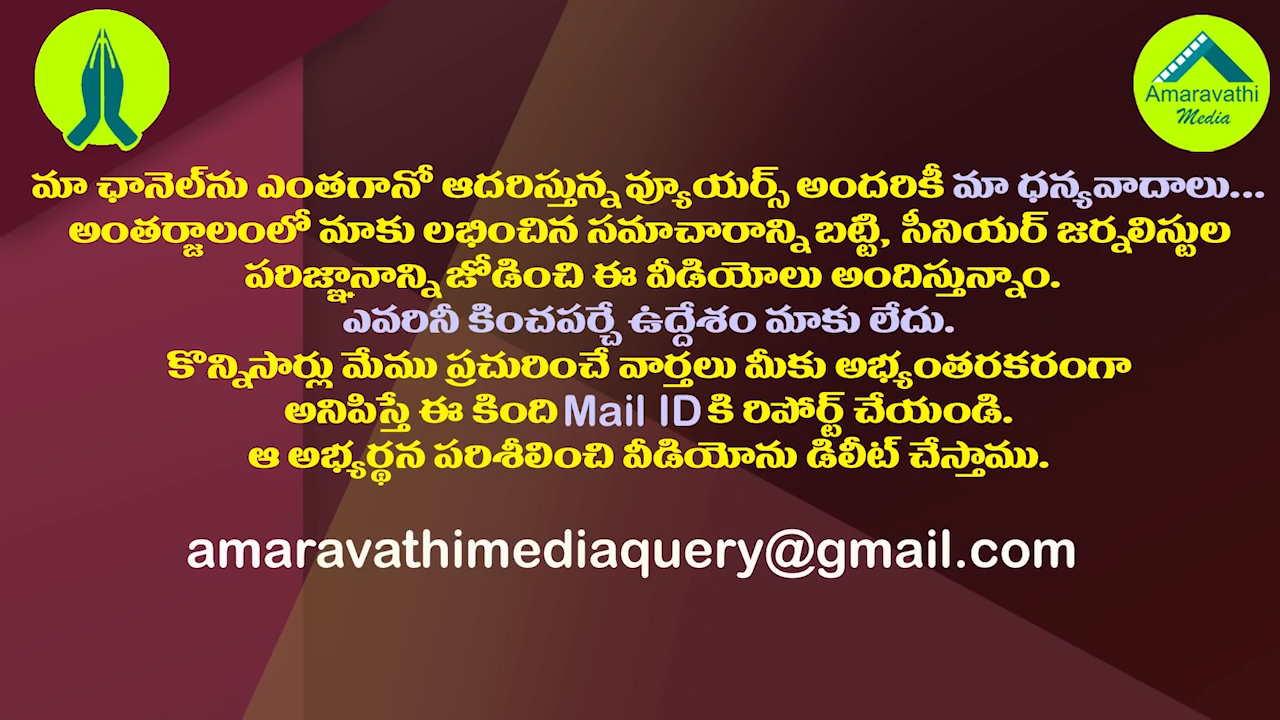 Amaravathi
Media
మా ఛానెల్‌ను ఎంతగానో ఆదరిస్తున్న వ్యూయర్స్ అందరికీ మా ధన్యవాదాలు...
అంతర్జాలంలో మాకు లభించిన సమాచారాన్ని బట్టి, సీనియర్ జర్నలిస్టుల
పరిజ్ఞానాన్ని జోడించి ఈ వీడియోలు అందిస్తున్నాం.
ఎవరినీ కించపర్చే ఉద్దేశం మాకు లేదు.
కొన్నిసార్లు మేము ప్రచురించే వార్తలు మీకు అభ్యంతరకరంగా
అనిపిస్తే ఈ కింది Mail ID కి రిపోర్ట్ చేయండి.
ఆ అభ్యర్థన పరిశీలించి వీడియోను డిలీట్ చేస్తాము.
amaravathimediaquery@gmail.com